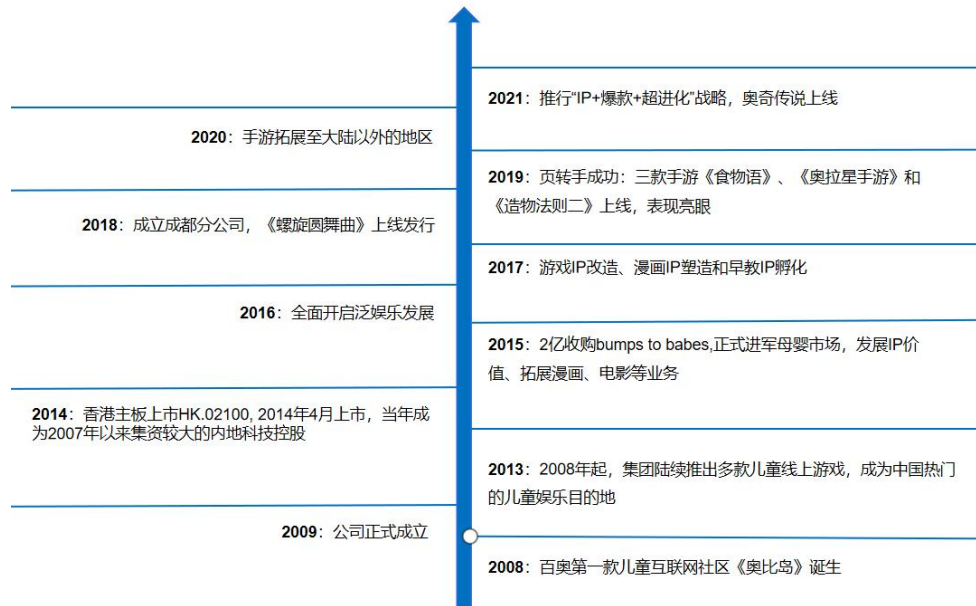 2021：推行“IP+爆款+超进化”战略，奥奇传说上线
2020：手游拓展至大陆以外的地区
2019：页转手成功：三款手游《食物语》、《奥拉星手游》和
《造物法则二》上线，表现亮眼
2018：成立成都分公司，《螺旋圆舞曲》上线发行
2017：游戏IP改造、漫画IP塑造和早教IP孵化
2016：全面开启泛娱乐发展
2015：2亿收购bumps to babes,正式进军母婴市场，发展IP价
值、拓展漫画、电影等业务
2014：香港主板上市HK.02100, 2014年4月上市，当年成
为2007年以来集资较大的内地科技控股
2013：2008年起，集团陆续推出多款儿童线上游戏，成为中国热门
的儿童娱乐目的地
2009：公司正式成立
2008：百奥第一款儿童互联网社区《奥比岛》诞生